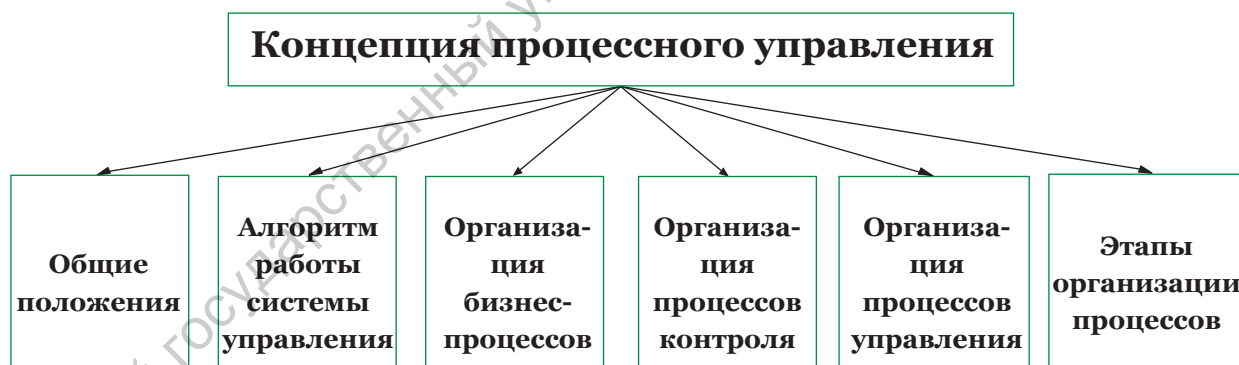 Концепция процессного управления
Общие
положения
Алгоритм
работы
системы
управления
Организа-
ция
бизнес-
процессов
Организа-
ция
процессов
контроля
Организа-
ция
процессов
управления
Этапы
организации
процессов
государственный